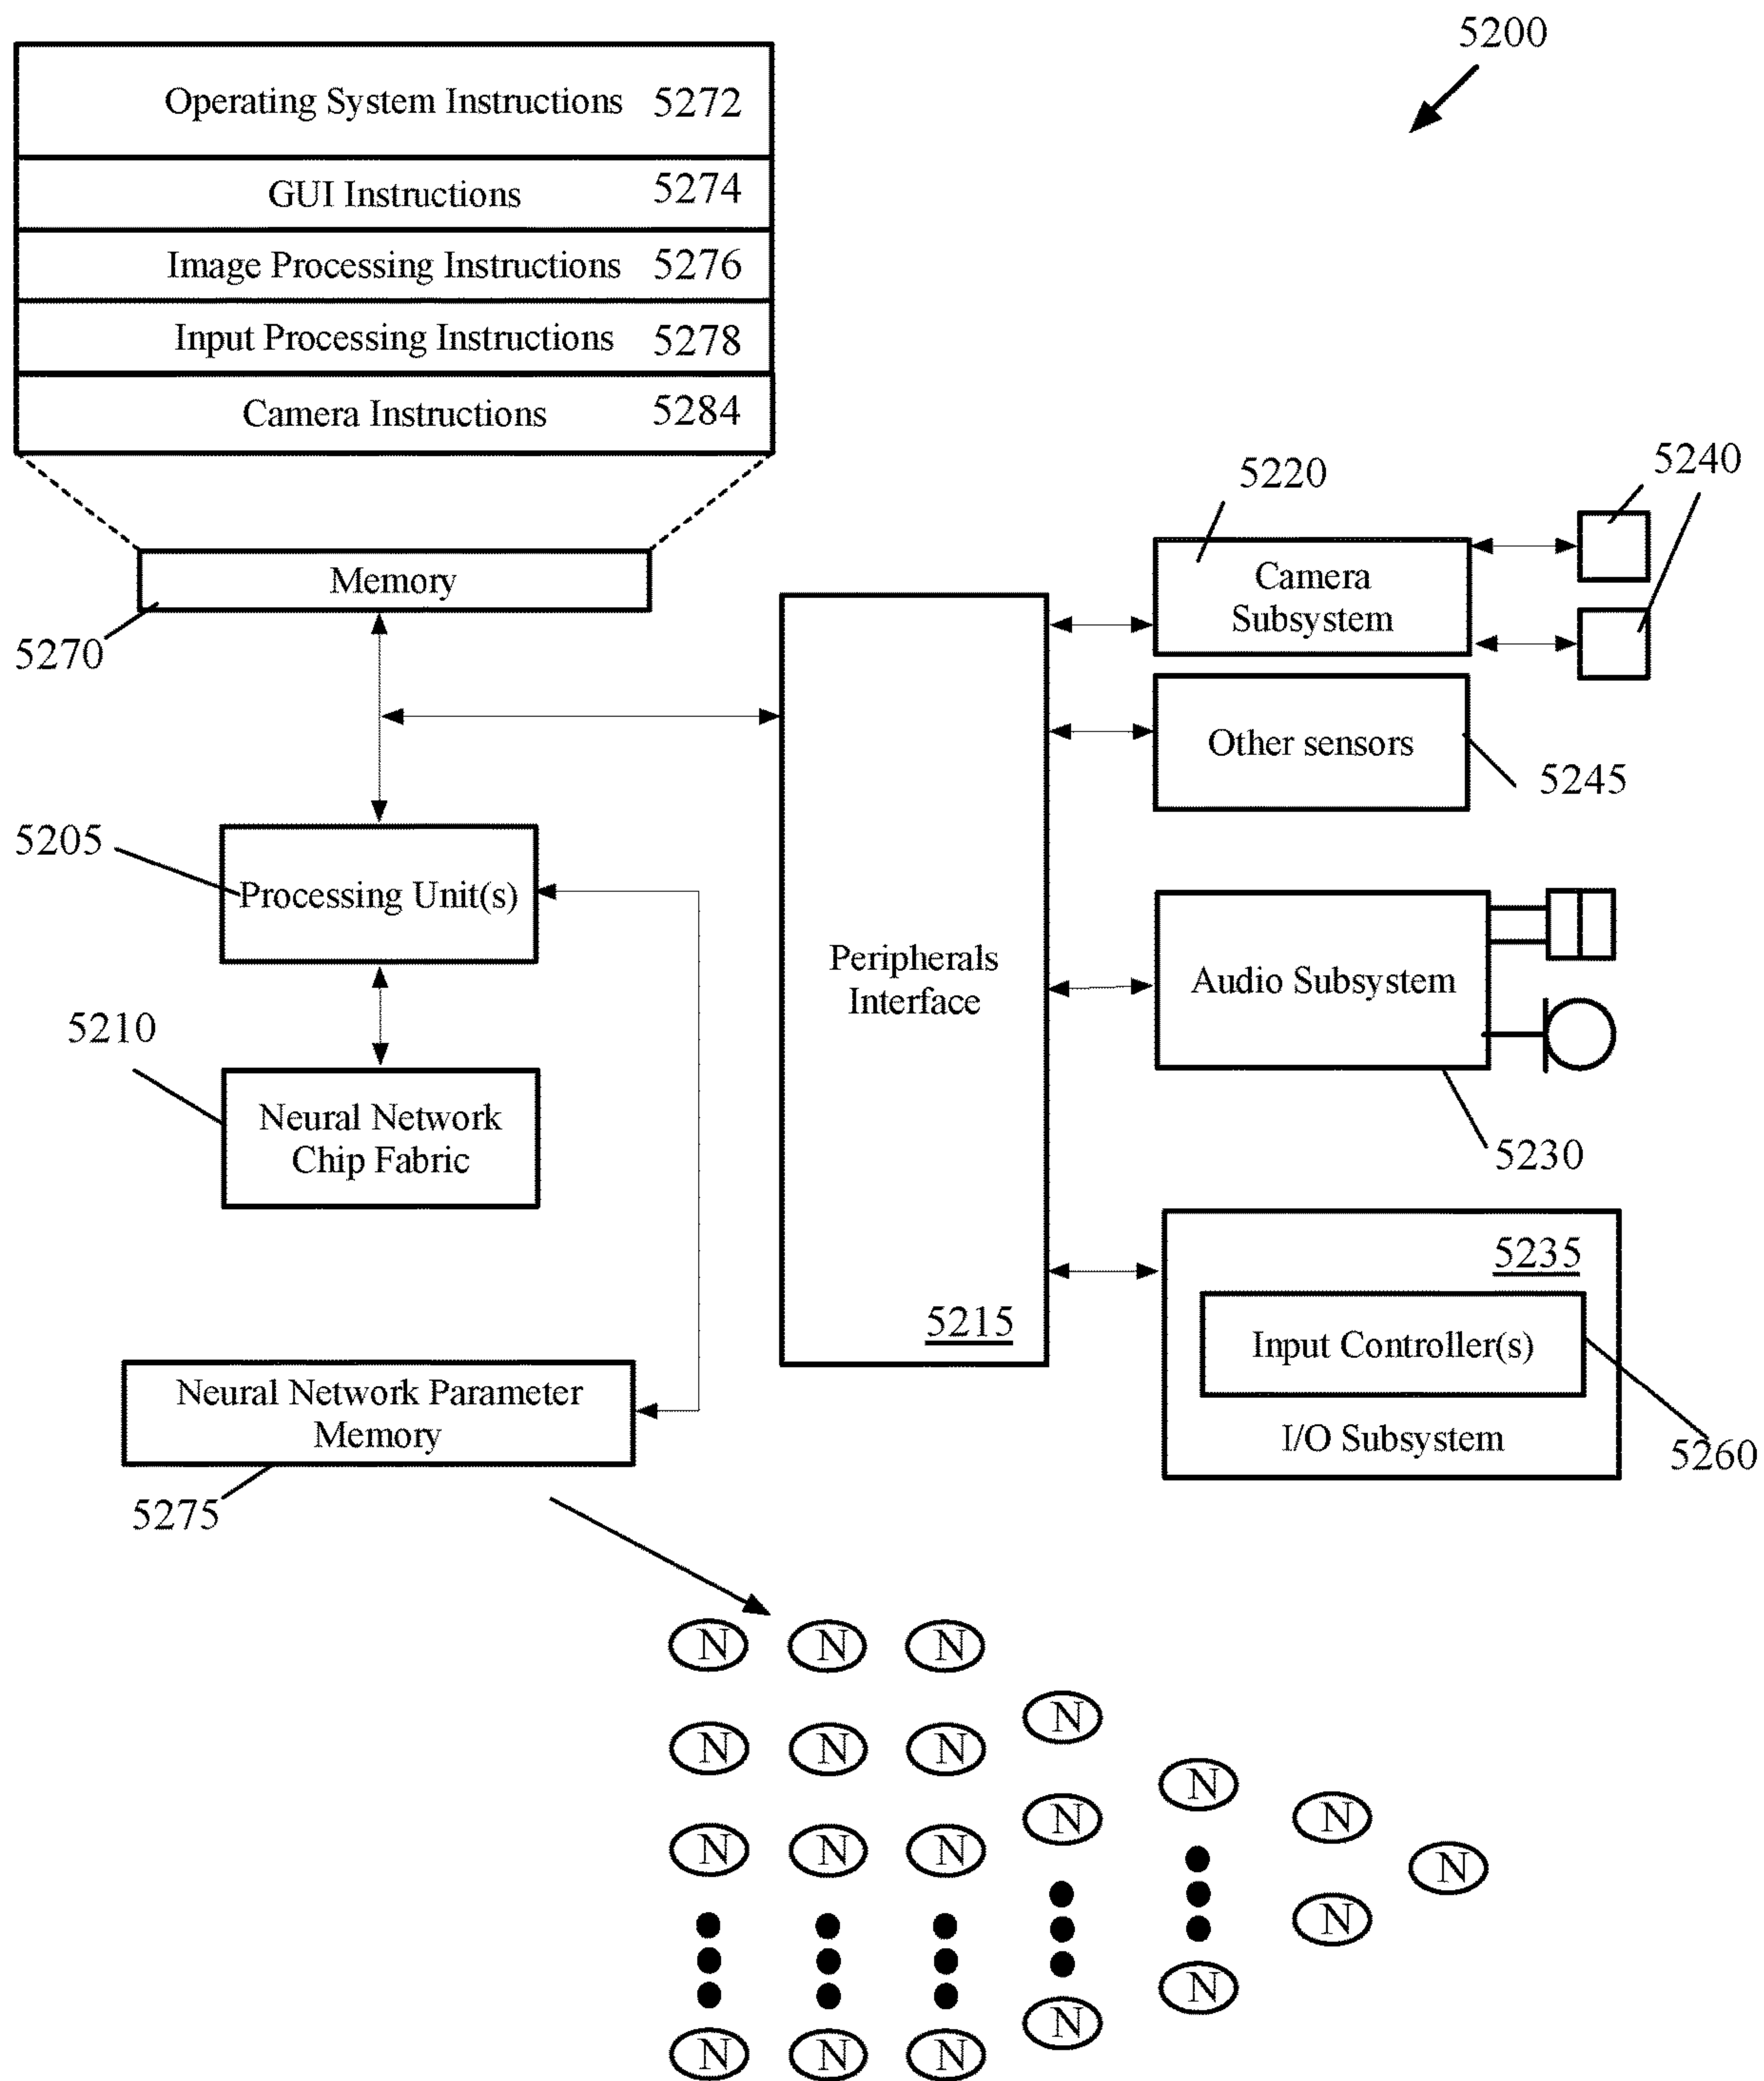 5200
Operating System Instructions 5272
GUI Instructions 5274
Image Processing Instructions 5276
Input Processing Instructions 5278
Camera Instructions 5284
5220
5240
Memory
5270
Camera
Subsystem
Other sensors
5245
5205
Processing Unit(s)
5210
Neural Network
Chip Fabric
Peripherals
Interface
5215
Audio Subsystem
5230
5235
Input Controller(s)
I/O Subsystem
5260
Neural Network Parameter
Memory
5275
N N N
N
N N N
N
N
N
N N N
N
N
N
N
N
N N N